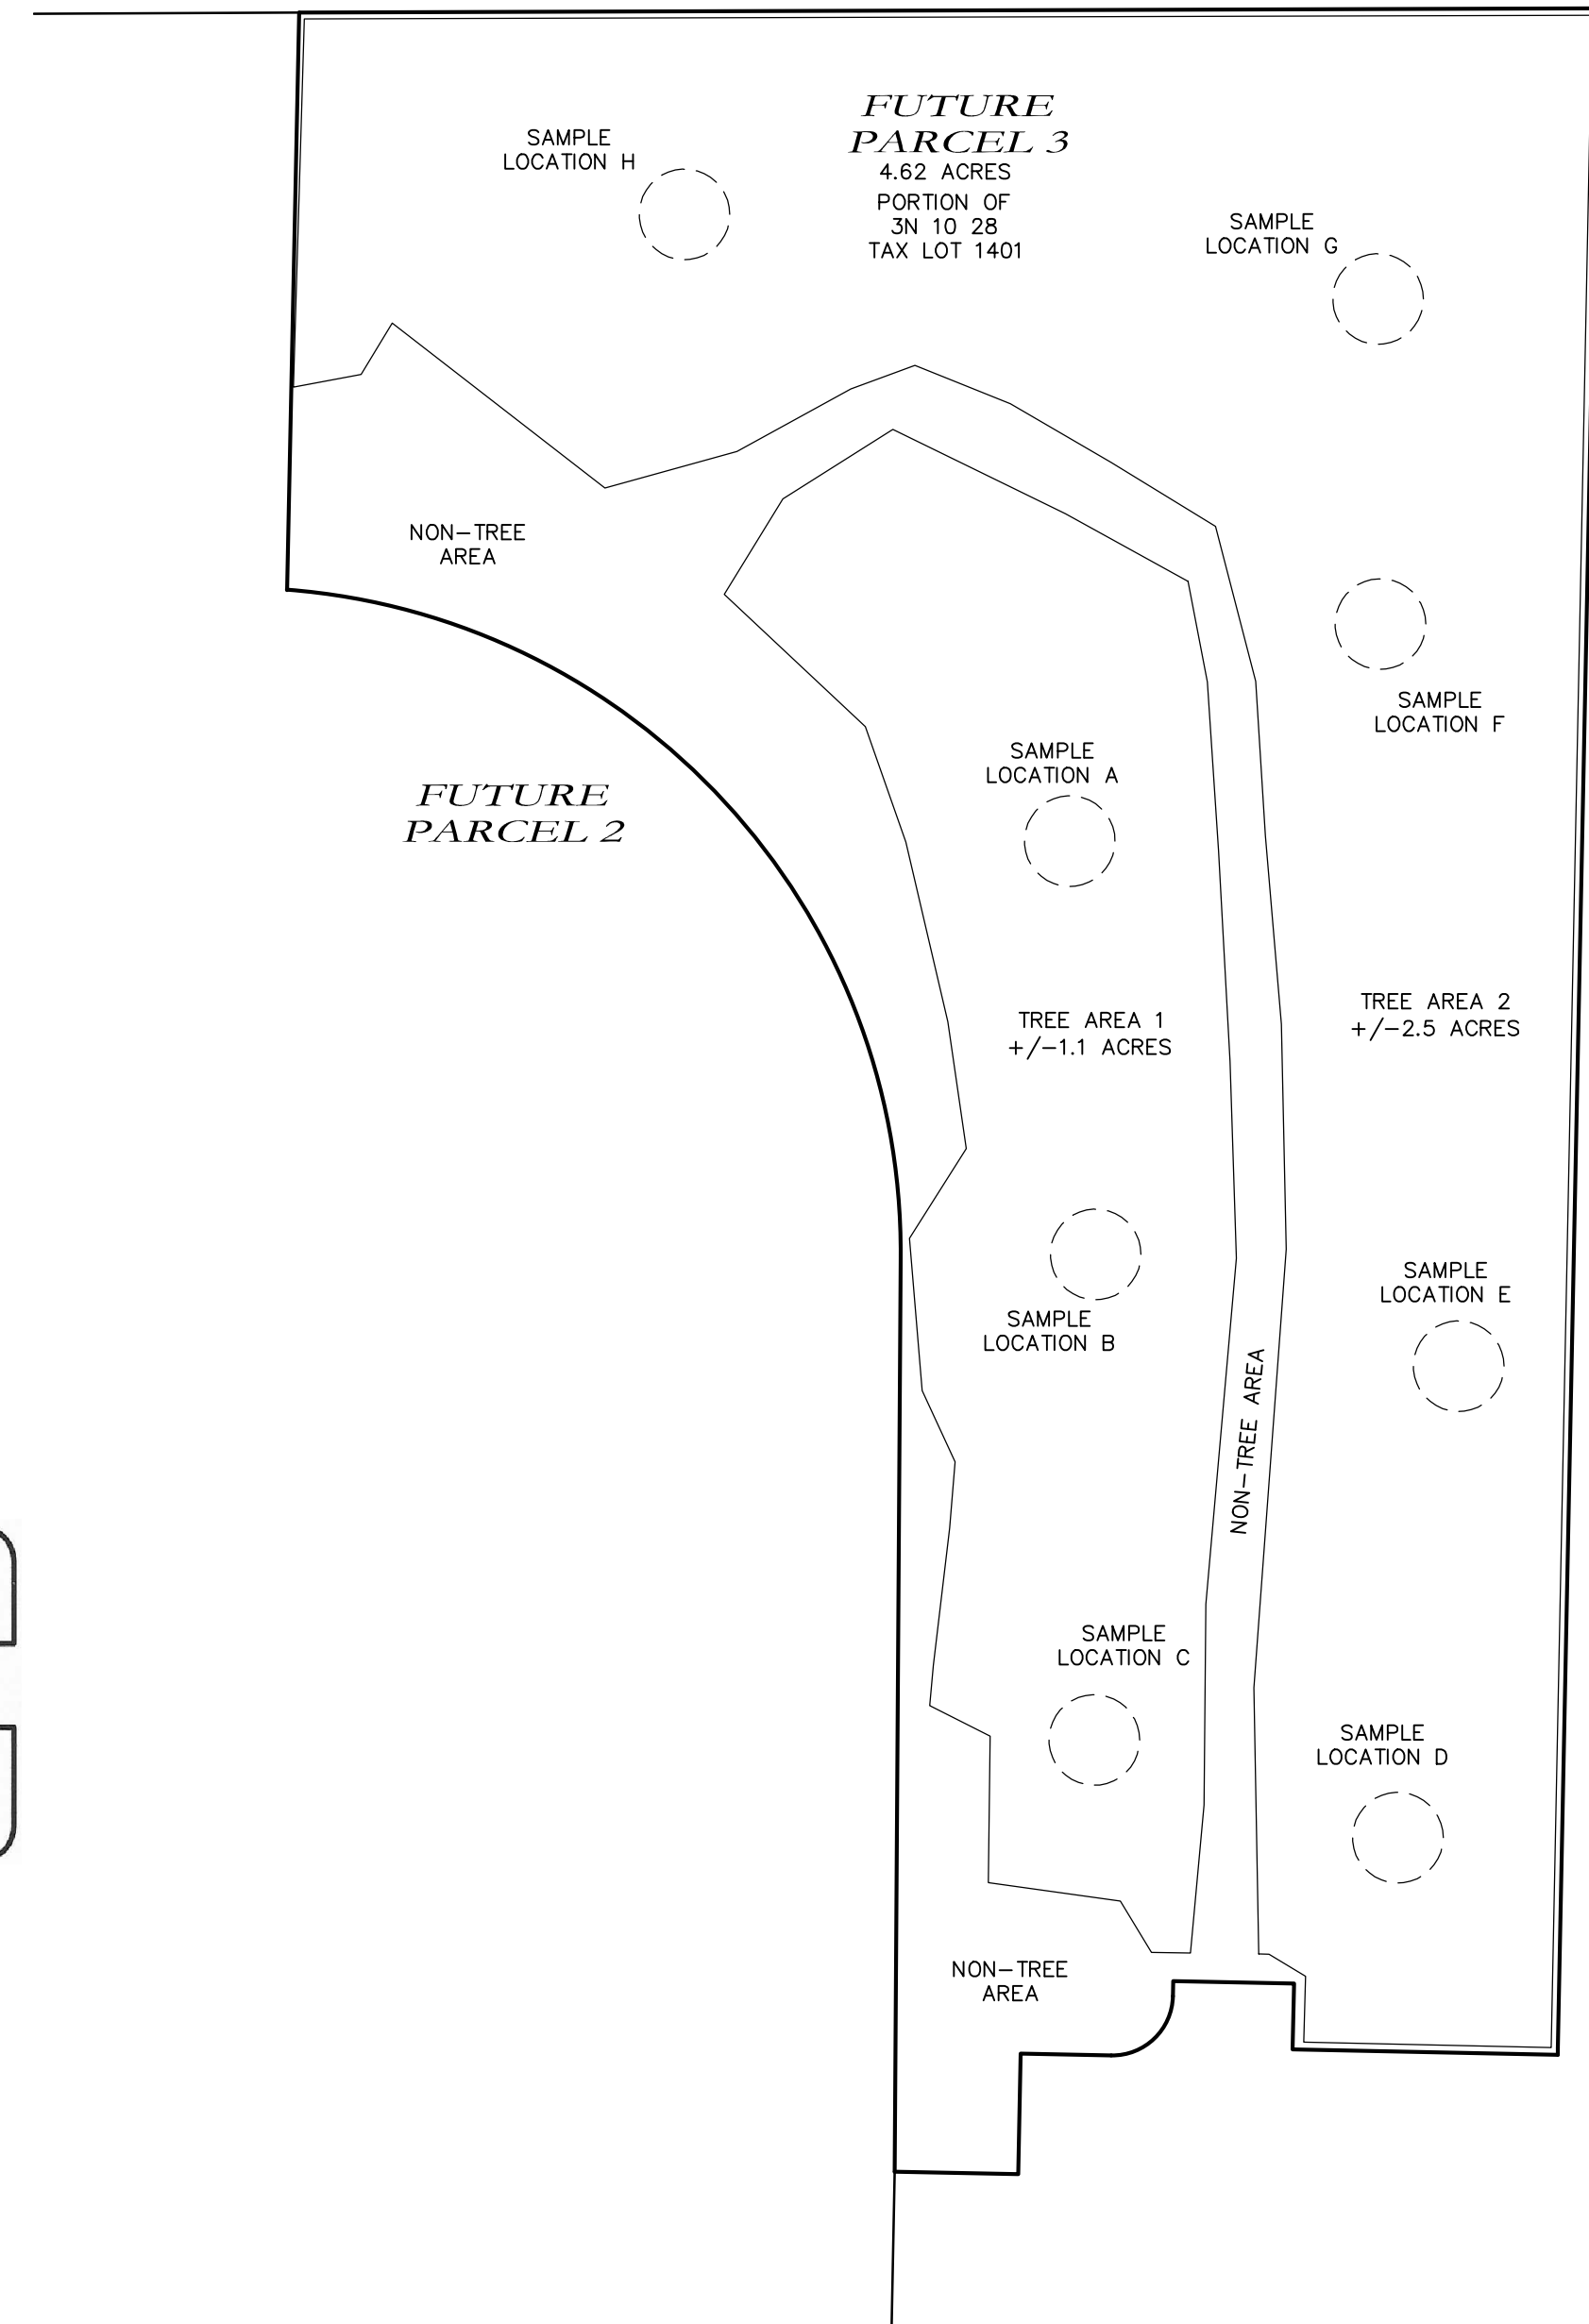 FUTURE
PARCEL 3
4.62 ACRES
PORTION OF
3N 10 28
TAX LOT 1401
SAMPLE
LOCATION H
SAMPLE
LOCATION G
NON-TREE
AREA
SAMPLE
LOCATION F
FUTURE
PARCEL 2
SAMPLE
LOCATION A
TREE AREA 1
+/-1.1 ACRES
TREE AREA 2
+/-2.5 ACRES
SAMPLE
LOCATION B
SAMPLE
LOCATION E
NON-TREE AREA
SAMPLE
LOCATION C
SAMPLE
LOCATION D
NON-TREE
AREA